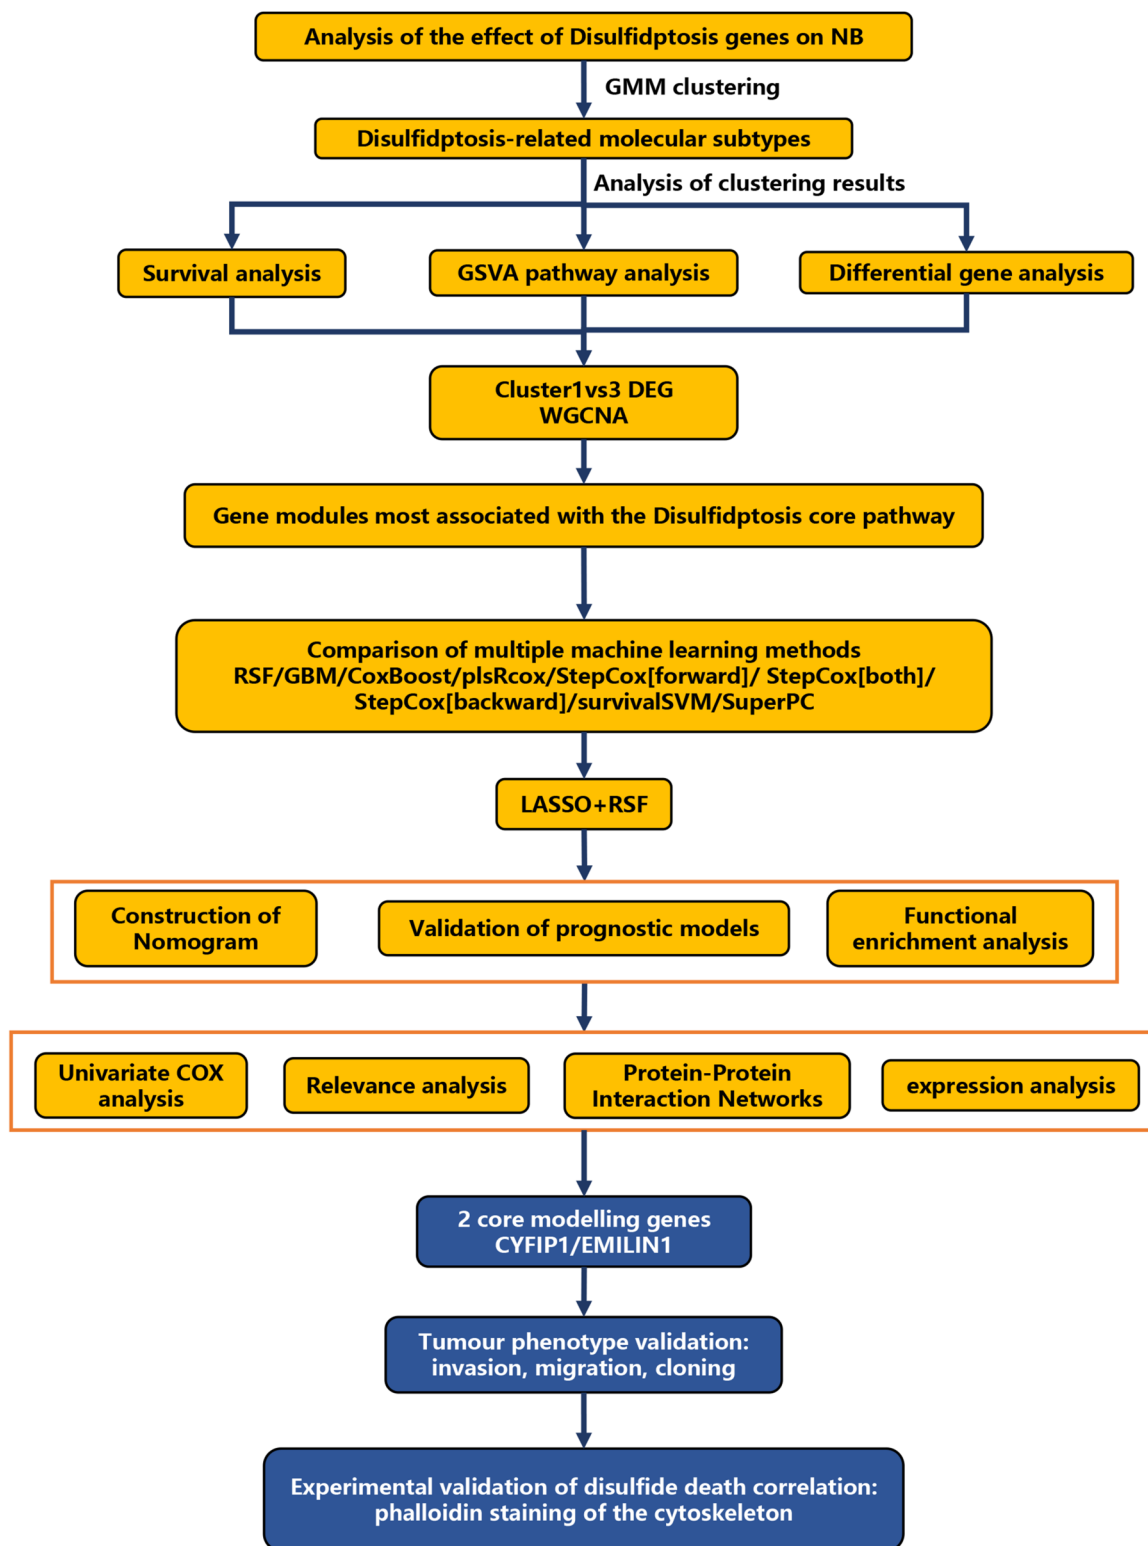 Analysis of the effect of Disulfidptosis genes on NB
GMM clustering
Disulfidptosis-related molecular subtypes
Analysis of clustering results
Survival analysis
GSVA pathway analysis
Differential gene analysis
Cluster1vs3 DEG
WGCNA
Gene modules most associated with the Disulfidptosis core pathway
Comparison of multiple machine learning methods
RSF/GBM/CoxBoost/plsRcox/StepCox[forward]/ StepCox[both]/
StepCox[backward]/survivalSVM/SuperPC
LASSO+RSF
Construction of
Nomogram
Validation of prognostic models
Functional
enrichment analysis
Univariate COX
analysis
Relevance analysis
Protein-Protein
Interaction Networks
expression analysis
2 core modelling genes
CYFIP1/EMILIN1
Tumour phenotype validation:
invasion, migration, cloning
Experimental validation of disulfide death correlation:
phalloidin staining of the cytoskeleton